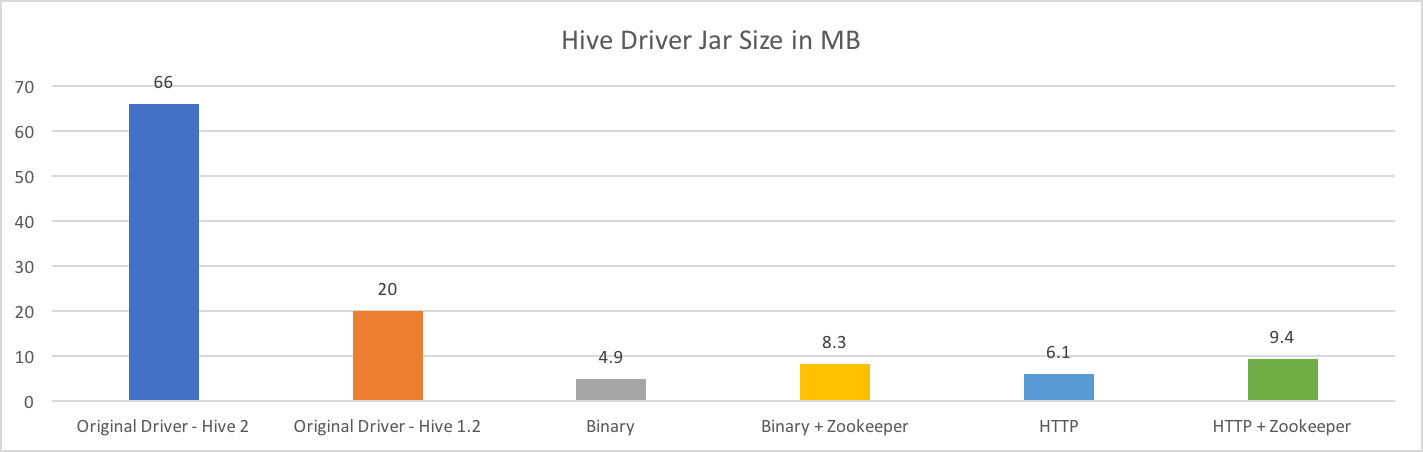 Hive Driver Jar Size in MB
70
60
50
40
30
20
10
0
66
20
4.9
8.3
6.1
9.4
Original Driver - Hive 2
Original Driver - Hive 1.2
Binary
Binary + Zookeeper
HTTP
HTTP + Zookeeper